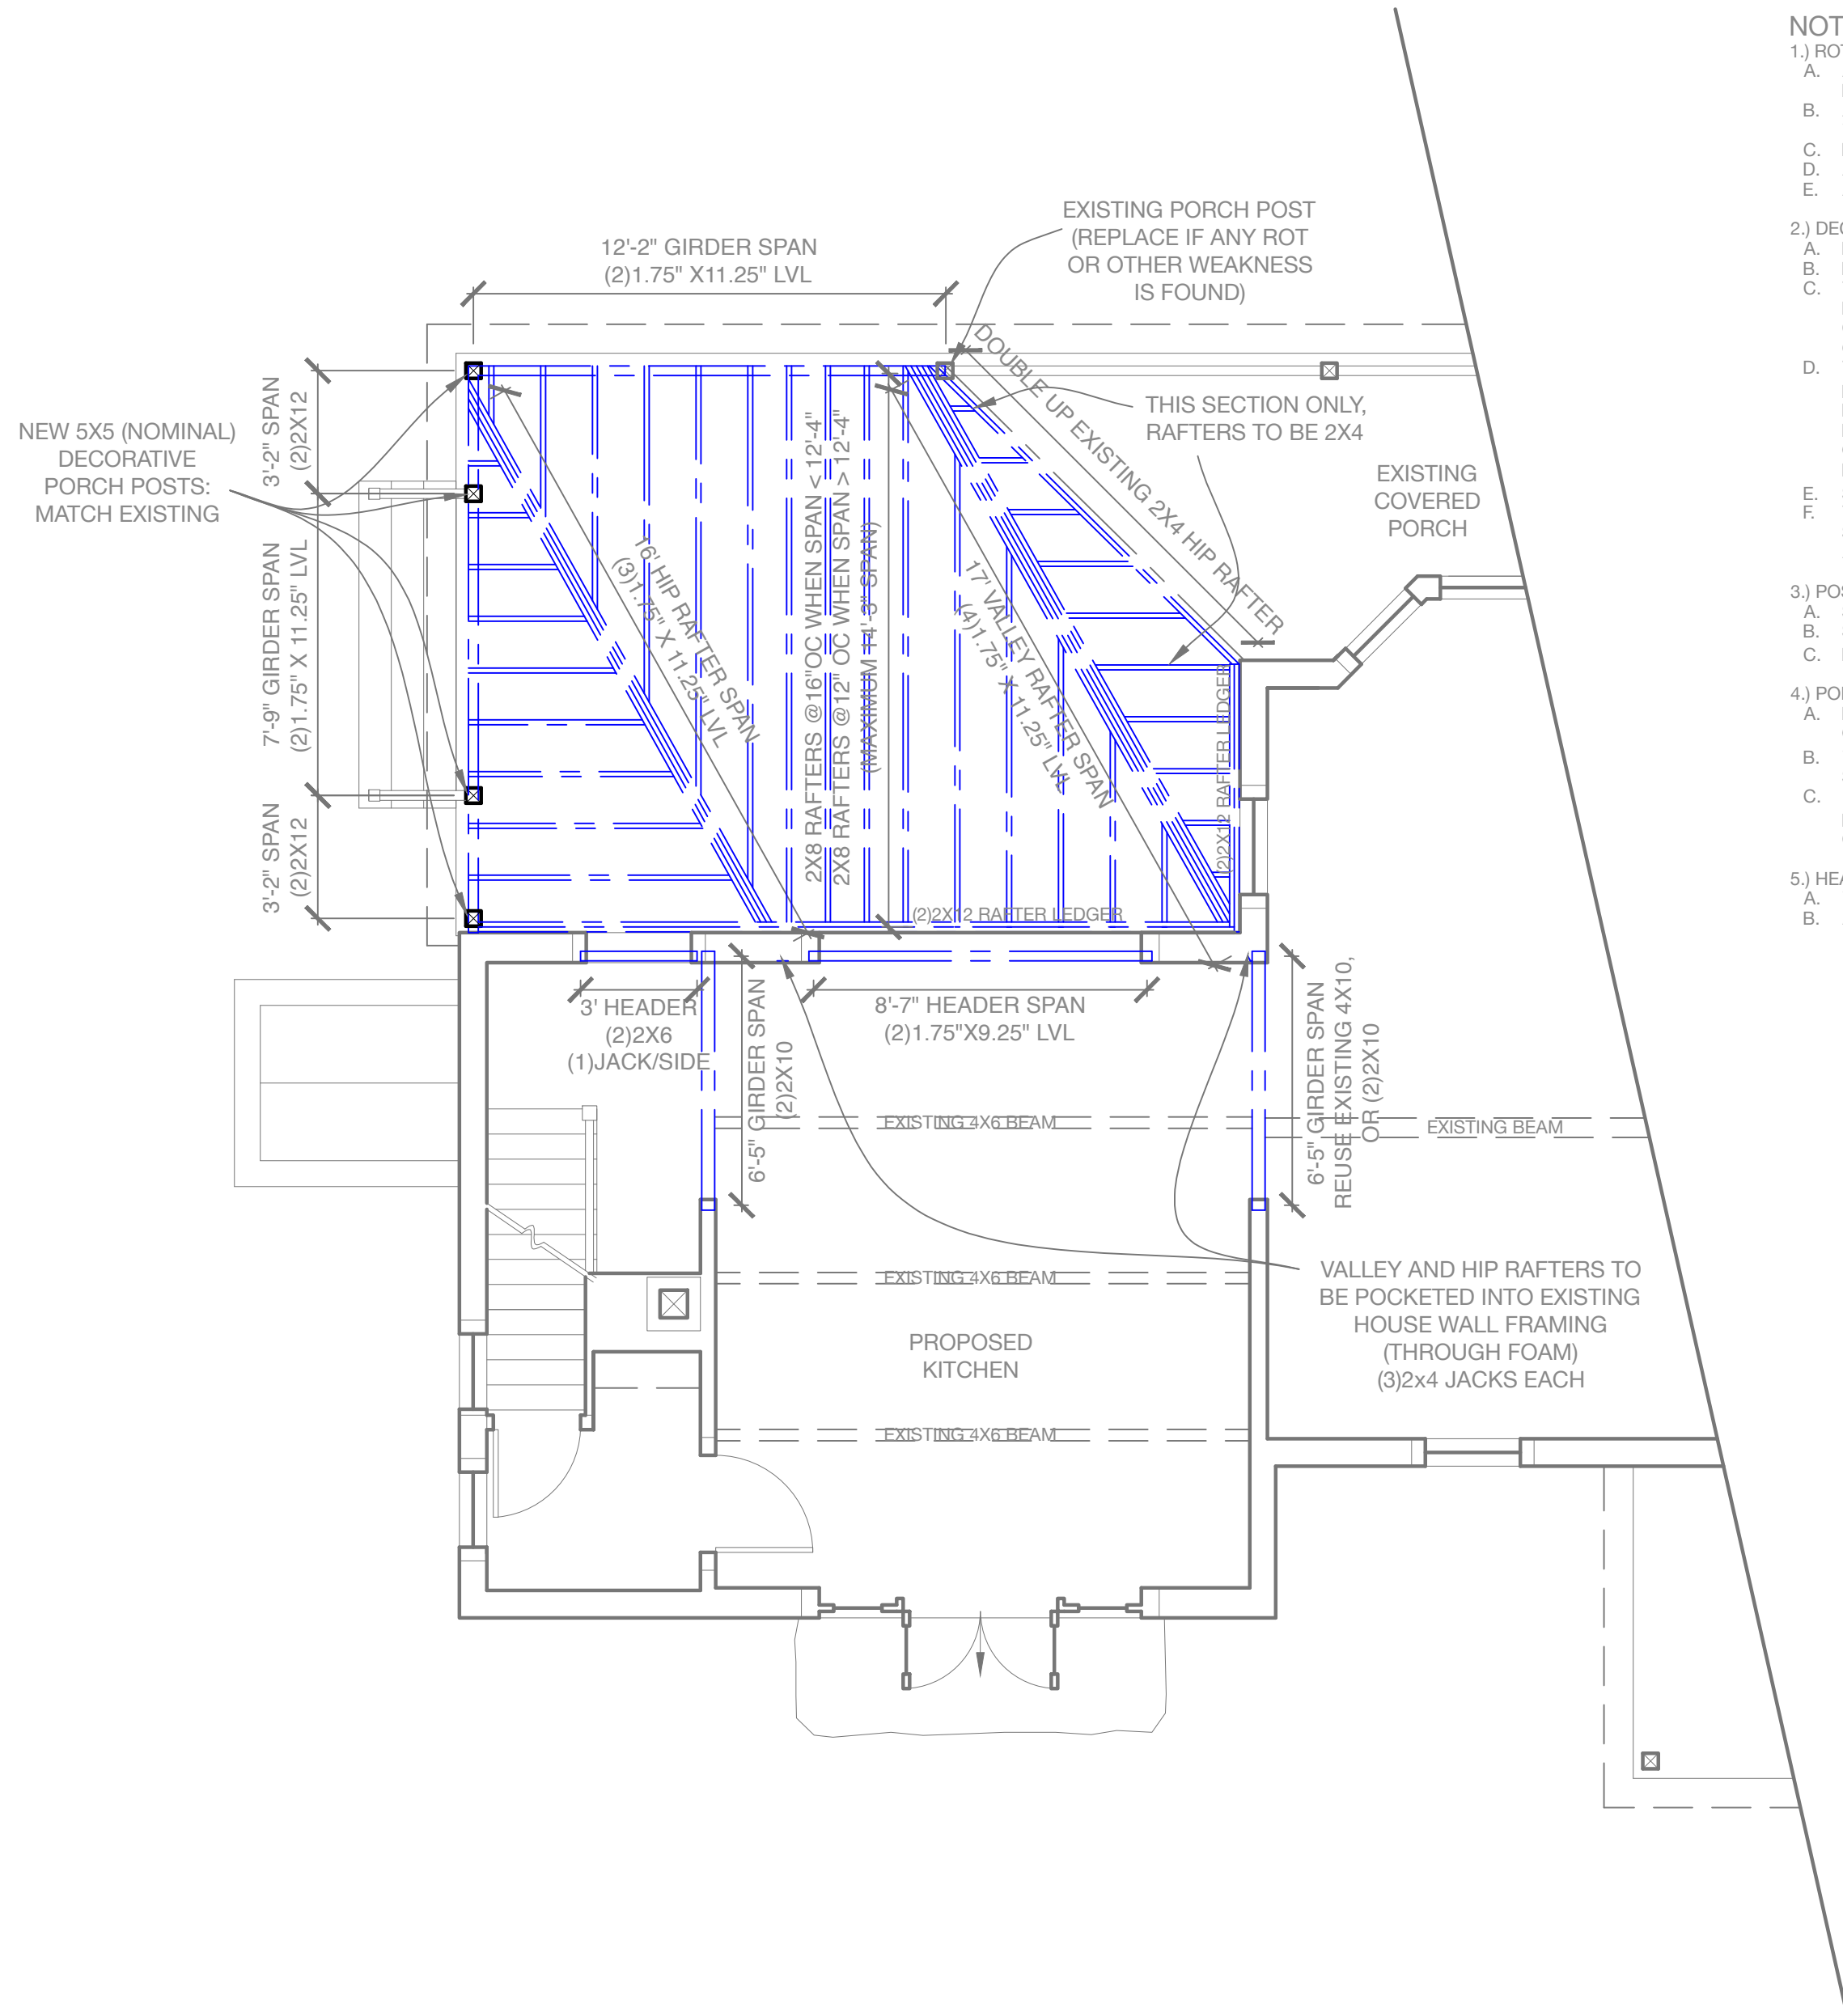 12'-2" GIRDER SPAN
(2)1.75" X11.25" LVL
EXISTING PORCH POST
(REPLACE IF ANY ROT
OR OTHER WEAKNESS
IS FOUND)
DOUBLE UP EXISTING 2X4 HIP RAFTER
THIS SECTION ONLY,
RAFTERS TO BE 2X4
EXISTING
COVERED
PORCH
NEW 5X5 (NOMINAL)
DECORATIVE
PORCH POSTS:
MATCH EXISTING
3'-2" SPAN
(2)2X12
7'-9" GIRDER SPAN
(2)1.75" X 11.25" LVL
3'-2" SPAN
(2)2X12
16' HIP RAFTER SPAN
(3)1.75" X 11.25" LVL
2X8 RAFTERS @16"OC WHEN SPAN <12'-4"
2X8 RAFTERS @12" OC WHEN SPAN > 12'-4"
(MAXIMUM 14'-3" SPAN)
17' VALLEY RAFTER SPAN
(4)1.75" X 11.25" LVL
(2)2X12 RAFTER LEDGER
(2)2X12 RAFTER LEDGER
3' HEADER
(2)2X6
(1)JACK/SIDE
6'-5" GIRDER SPAN
(2)2X10
8'-7" HEADER SPAN
(2)1.75"X9.25" LVL
6'-5" GIRDER SPAN
REUSE EXISTING 4X10,
OR (2)2X10
EXISTING 4X6 BEAM
EXISTING BEAM
EXISTING 4X6 BEAM
PROPOSED
KITCHEN
EXISTING 4X6 BEAM
VALLEY AND HIP RAFTERS TO
BE POCKETED INTO EXISTING
HOUSE WALL FRAMING
(THROUGH FOAM)
(3)2x4 JACKS EACH
NOT
1.) ROT
A.
B.
C.
D.
E.
2.) DEC
A.
B.
C.
D.
E.
F.
3.) POS
A.
B.
C.
4.) POR
A.
B.
C.
5.) HEA
A.
B.